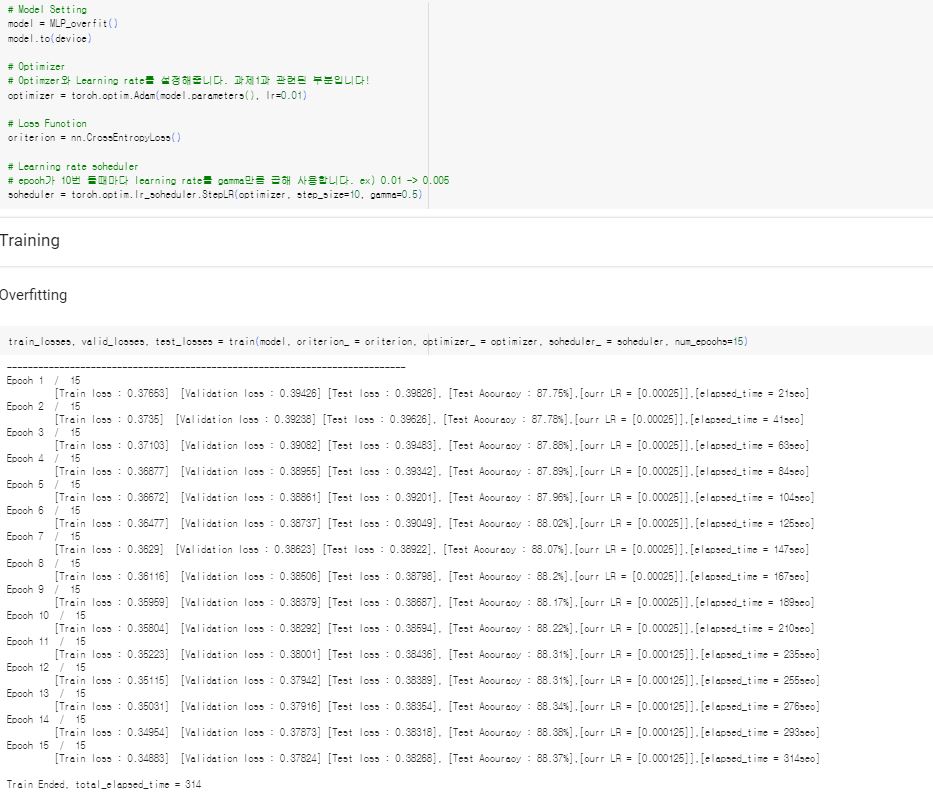 # Model Setting
model = MLP_overfit()
model.to(device)
# Optimizer
# Optimzer와 Learning rate를 설정해줍니다. 과제1과 관련된 부분입니다!
optimizer = torch.optim.Adam(model.parameters(), lr=0.01)
# Loss Function
criterion = nn.CrossEntropyLoss()
# Learning rate scheduler
# epoch가 10번 돌때마다 learning rate를 gamma만큼 곱해 사용합니다. ex) 0.01 -> 0.005
scheduler = torch.optim.lr_scheduler.StepLR(optimizer, step_size=10, gamma=0.5)
Training
Overfitting
train_losses, valid_losses, test_losses = train(model, criterion_ = criterion, optimizer_ = optimizer, scheduler_ = scheduler, num_epochs=15)
Epoch 1 / 15
[Train loss : 0.37653] [Validation loss : 0.39426] [Test loss : 0.39826], [Test Accuracy : 87.75%],[curr LR = [0.00025]],[elapsed_time = 21sec]
Epoch 2 / 15
[Train loss : 0.3735] [Validation loss : 0.39238] [Test loss : 0.39626], [Test Accuracy : 87.78%],[curr LR = [0.00025]],[elapsed_time = 41sec]
Epoch 3 / 15
[Train loss : 0.37103] [Validation loss : 0.39082] [Test loss : 0.39483], [Test Accuracy : 87.88%],[curr LR = [0.00025]],[elapsed_time = 63sec]
Epoch 4 / 15
[Train loss : 0.36877] [Validation loss : 0.38955] [Test loss : 0.39342], [Test Accuracy : 87.89%],[curr LR = [0.00025]],[elapsed_time = 84sec]
Epoch 5 / 15
[Train loss : 0.36672] [Validation loss : 0.38861] [Test loss : 0.39201], [Test Accuracy : 87.96%],[curr LR = [0.00025]],[elapsed_time = 104sec]
Epoch 6 / 15
[Train loss : 0.36477] [Validation loss : 0.38737] [Test loss : 0.39049], [Test Accuracy : 88.02%],[curr LR = [0.00025]],[elapsed_time = 125sec]
Epoch 7 / 15
[Train loss : 0.3629] [Validation loss : 0.38623] [Test loss : 0.38922], [Test Accuracy : 88.07%],[curr LR = [0.00025]],[elapsed_time = 147sec]
Epoch 8 / 15
[Train loss : 0.36116] [Validation loss : 0.38506] [Test loss : 0.38798], [Test Accuracy : 88.2%],[curr LR = [0.00025]],[elapsed_time = 167sec]
Epoch 9 / 15
[Train loss : 0.35959] [Validation loss : 0.38379] [Test loss : 0.38687], [Test Accuracy : 88.17%],[curr LR = [0.00025]],[elapsed_time = 189sec]
Epoch 10 / 15
[Train loss : 0.35804] [Validation loss : 0.38292] [Test loss : 0.38594], [Test Accuracy : 88.22%],[curr LR = [0.00025]],[elapsed_time = 210sec]
Epoch 11 / 15
[Train loss : 0.35223] [Validation loss : 0.38001] [Test loss : 0.38436], [Test Accuracy : 88.31%],[curr LR = [0.000125]],[elapsed_time = 235sec]
Epoch 12 / 15
[Train loss : 0.35115] [Validation loss : 0.37942] [Test loss : 0.38389], [Test Accuracy : 88.31%],[curr LR = [0.000125]],[elapsed_time = 255sec]
Epoch 13 / 15
[Train loss : 0.35031] [Validation loss : 0.37916] [Test loss : 0.38354], [Test Accuracy : 88.34%],[curr LR = [0.000125]],[elapsed_time = 276sec]
Epoch 14 / 15
[Train loss : 0.34954] [Validation loss : 0.37873] [Test loss : 0.38318], [Test Accuracy : 88.38%],[curr LR = [0.000125]],[elapsed_time = 293sec]
Epoch 15 / 15
[Train loss : 0.34883] [Validation loss : 0.37824] [Test loss : 0.38268], [Test Accuracy : 88.37%],[curr LR = [0.000125]],[elapsed_time = 314sec]
Train Ended, total_elapsed_time = 314